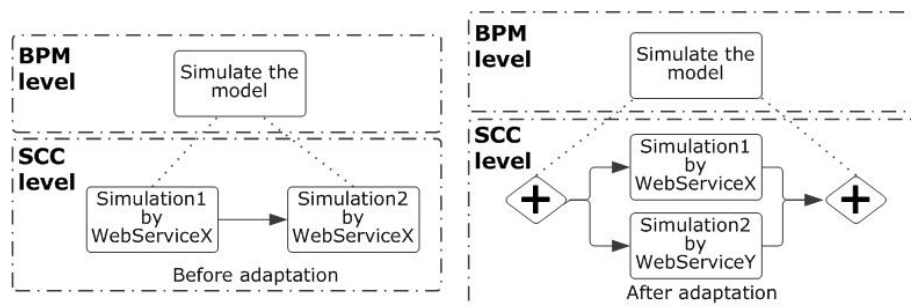 BPM
level
Simulate the
model
SCC
level
Simulation1
by
WebServiceX
Simulation2
by
WebServiceX
Before adaptation
BPM
level
Simulate the
model
SCC
level
Simulation1
by
WebServiceX
Simulation2
by
WebServiceY
After adaptation